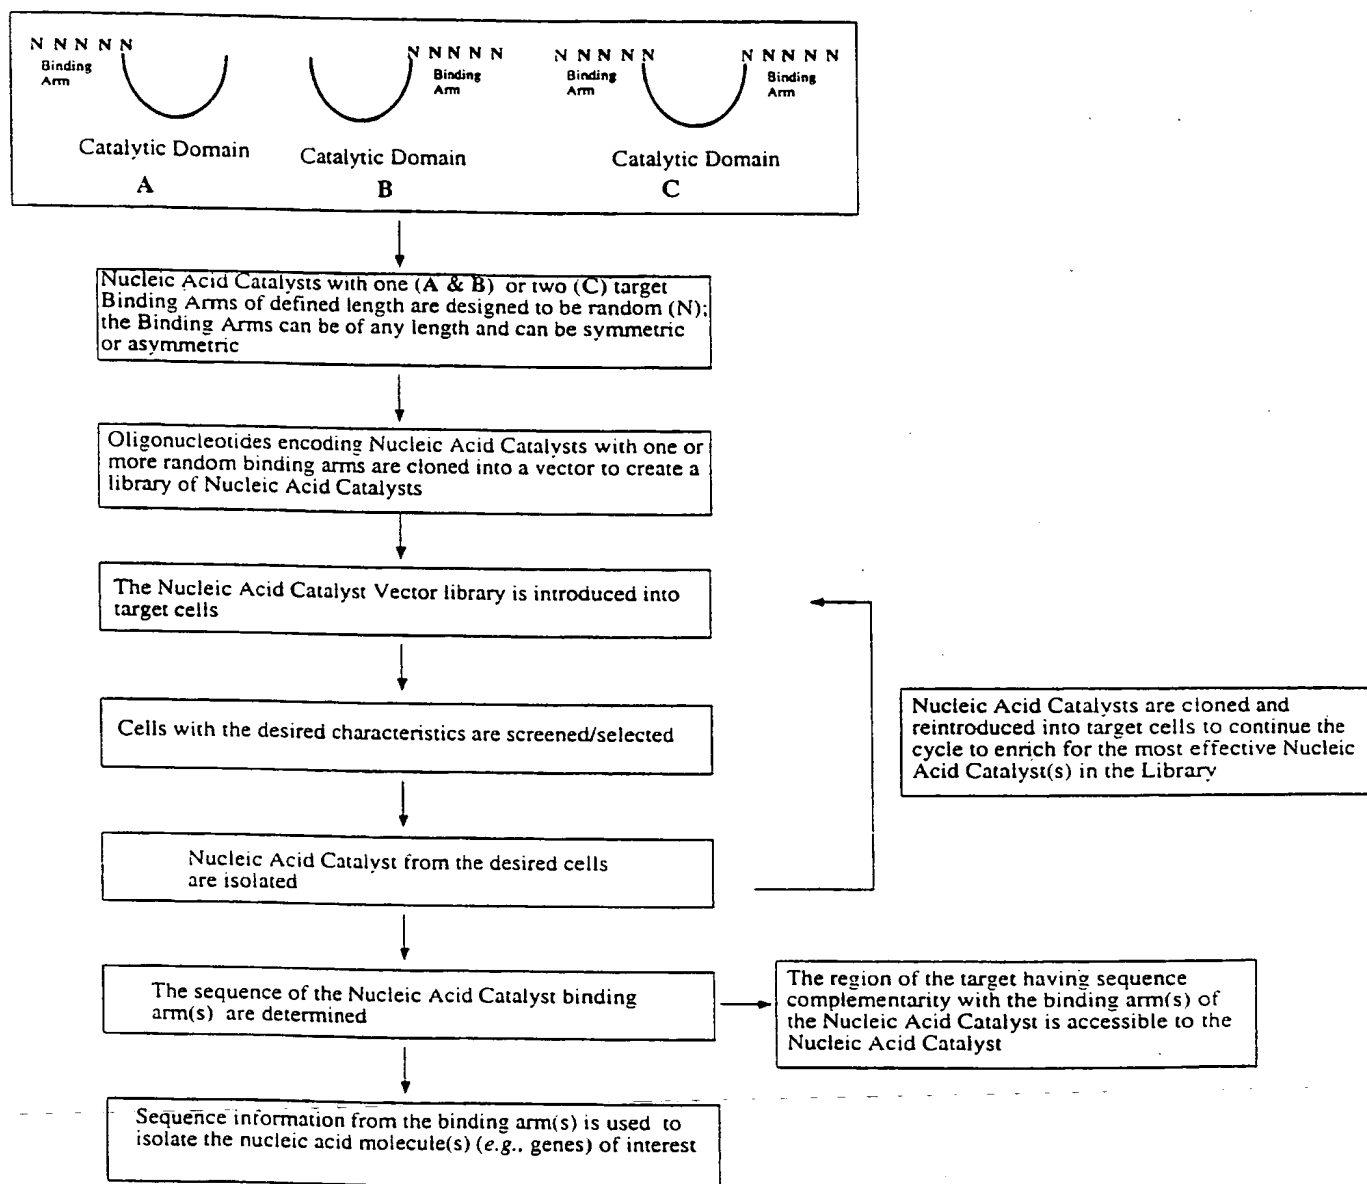 N N N N N
Binding
Arm
Catalytic Domain
A
N N N N N
Binding
Arm
Catalytic Domain
B
N N N N N
Binding
Arm
N N N N N
Binding
Arm
Catalytic Domain
C
Nucleic Acid Catalysts with one (A & B) or two (C) target
Binding Arms of defined length are designed to be random (N);
the Binding Arms can be of any length and can be symmetric
or asymmetric
Oligonucleotides encoding Nucleic Acid Catalysts with one or
more random binding arms are cloned into a vector to create a
library of Nucleic Acid Catalysts
The Nucleic Acid Catalyst Vector library is introduced into
target cells
Cells with the desired characteristics are screened/selected
Nucleic Acid Catalysts are cloned and
reintroduced into target cells to continue the
cycle to enrich for the most effective Nucleic
Acid Catalyst(s) in the Library
Nucleic Acid Catalyst from the desired cells
are isolated
The sequence of the Nucleic Acid Catalyst binding
arm(s) are determined
The region of the target having sequence
complementarity with the binding arm(s) of
the Nucleic Acid Catalyst is accessible to the
Nucleic Acid Catalyst
Sequence information from the binding arm(s) is used to
isolate the nucleic acid molecule(s) (e.g., genes) of interest